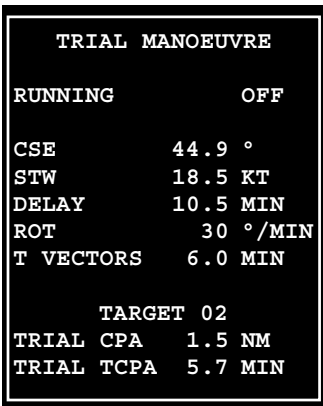 TRIAL MANOEUVRE
RUNNING OFF
CSE 44.9 °
STW 18.5 KT
DELAY 10.5 MIN
ROT 30 °/MIN
T VECTORS 6.0 MIN
TARGET 02
TRIAL CPA 1.5 NM
TRIAL TCPA 5.7 MIN